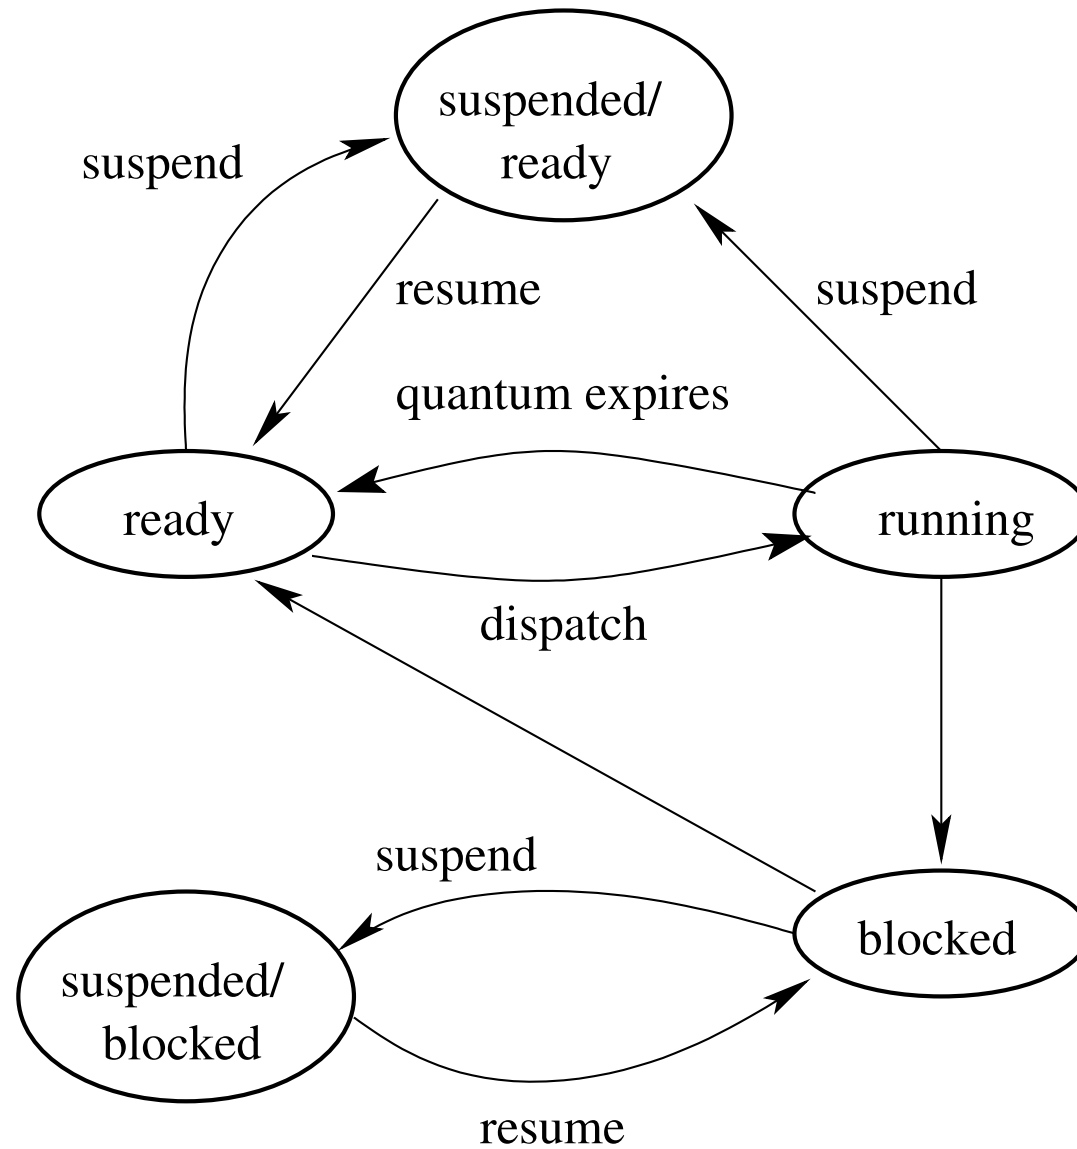 suspended/
ready
suspend
resume
suspend
quantum expires
ready
running
dispatch
suspend
blocked
suspended/
blocked
resume